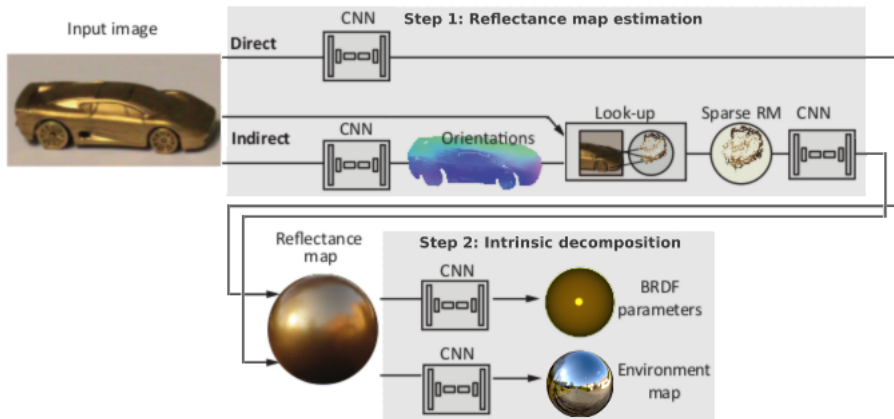 Input image
CNN
Step 1: Reflectance map estimation
Direct
Indirect
CNN
Orientations
Look-up
Sparse RM
CNN
Reflectance
map
Step 2: Intrinsic decomposition
CNN
BRDF
parameters
CNN
Environment
map